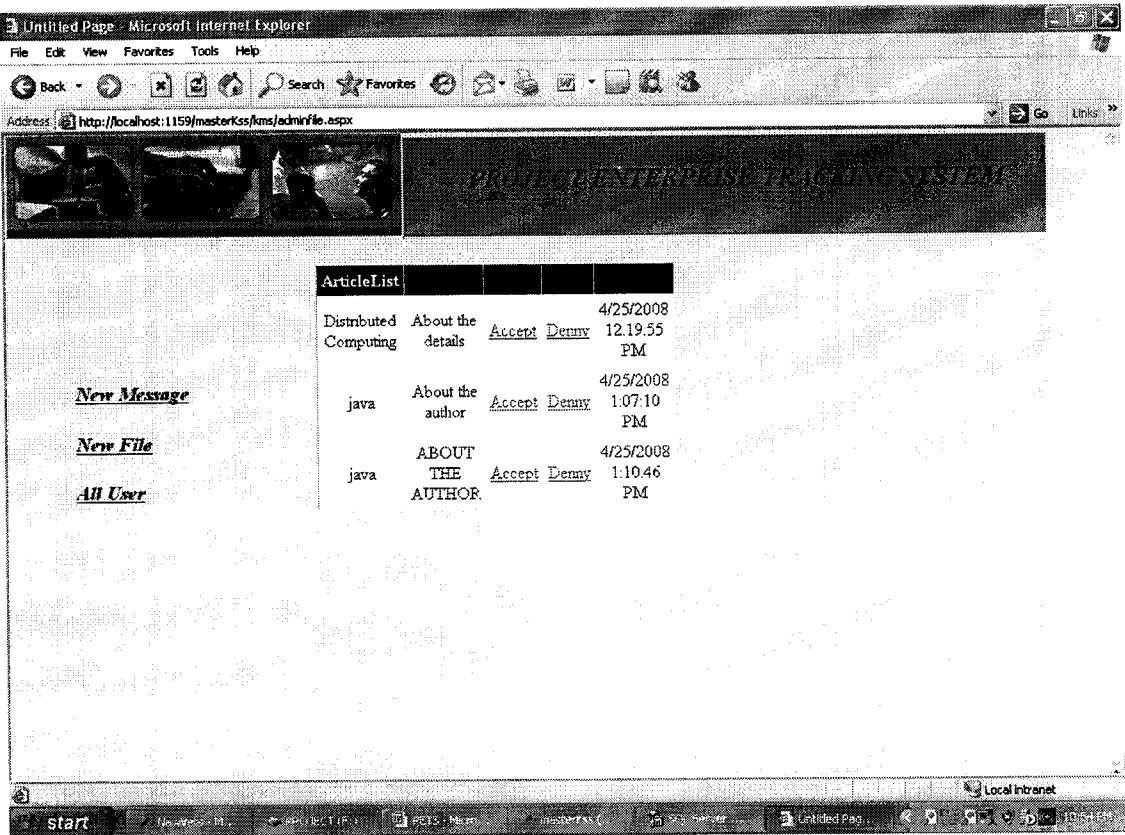 Untitled Page - Microsoft Internet Explorer
File Edit View Favorites Tools Help
Back Search Favorites
Address http://localhost:1159/masterKss/kms/adminfile.aspx Go Links »
PROJECT ENTERPRISE TRACKING SYSTEM
ArticleList
Distributed Computing About the details Accept Denny 4/25/2008 12:19:55 PM
java About the author Accept Denny 4/25/2008 1:07:10 PM
java ABOUT THE AUTHOR Accept Denny 4/25/2008 1:10:46 PM
New Message
New File
All User
Local intranet
start PETS - Micro Untitled Pag...